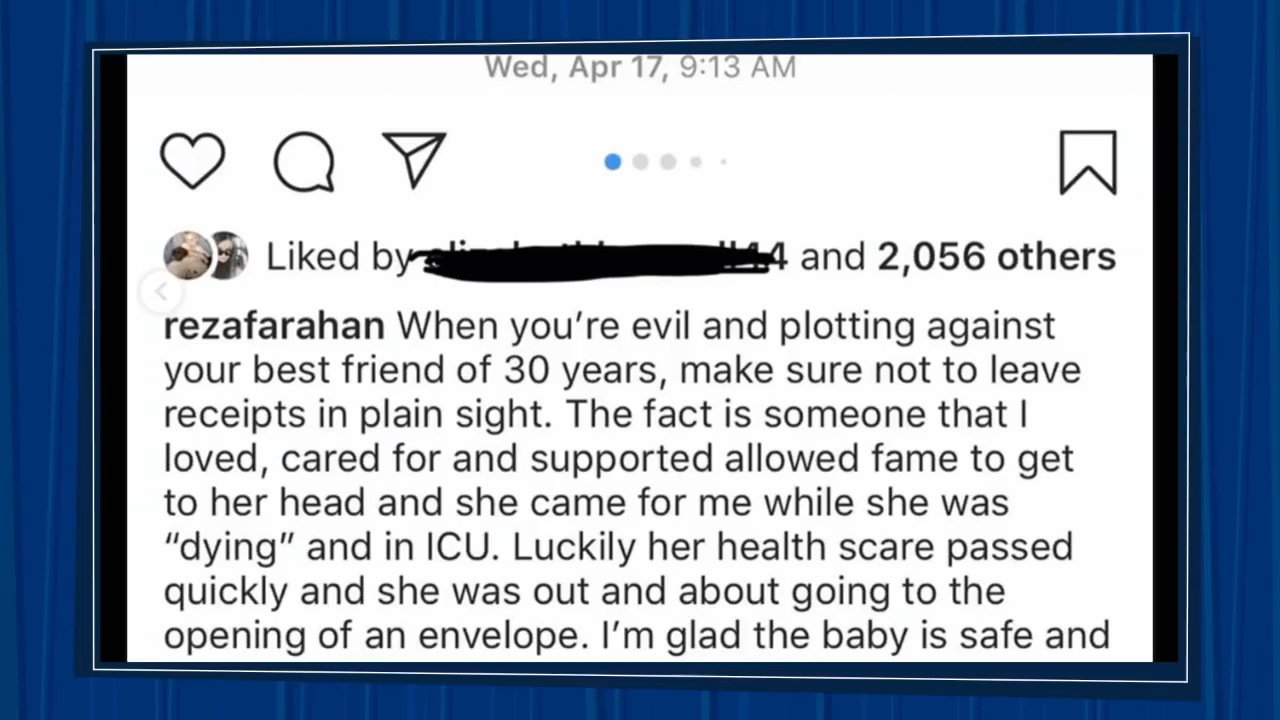 Wed, Apr 17, 9:13 AM
Liked by 4 and 2,056 others
rezafarahan When you’re evil and plotting against
your best friend of 30 years, make sure not to leave
receipts in plain sight. The fact is someone that I
loved, cared for and supported allowed fame to get
to her head and she came for me while she was
“dying” and in ICU. Luckily her health scare passed
quickly and she was out and about going to the
opening of an envelope. I’m glad the baby is safe and